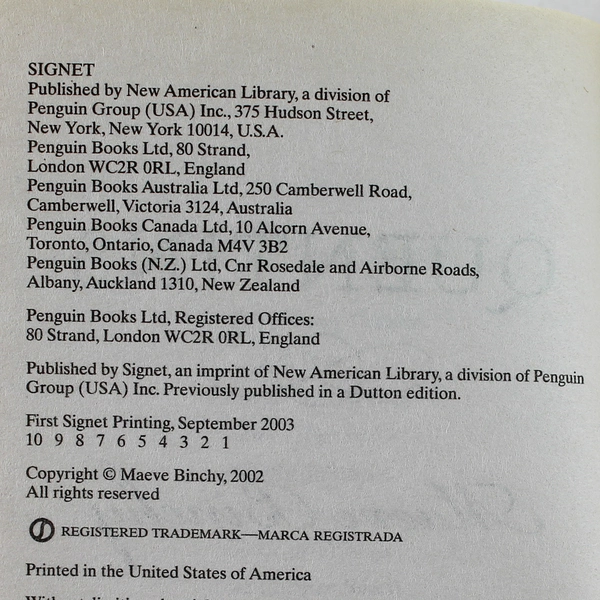 SIGNET
Published by New American Library, a division of
Penguin Group (USA) Inc., 375 Hudson Street,
New York, New York 10014, U.S.A.
Penguin Books Ltd, 80 Strand,
London WC2R 0RL, England
Penguin Books Australia Ltd, 250 Camberwell Road,
Camberwell, Victoria 3124, Australia
Penguin Books Canada Ltd, 10 Alcorn Avenue,
Toronto, Ontario, Canada M4V 3B2
Penguin Books (N.Z.) Ltd, Cnr Rosedale and Airborne Roads,
Albany, Auckland 1310, New Zealand
Penguin Books Ltd, Registered Offices:
80 Strand, London WC2R 0RL, England
Published by Signet, an imprint of New American Library, a division of Penguin
Group (USA) Inc. Previously published in a Dutton edition.
First Signet Printing, September 2003
10 9 8 7 6 5 4 3 2 1
Copyright © Maeve Binchy, 2002
All rights reserved
REGISTERED TRADEMARK—MARCA REGISTRADA
Printed in the United States of America